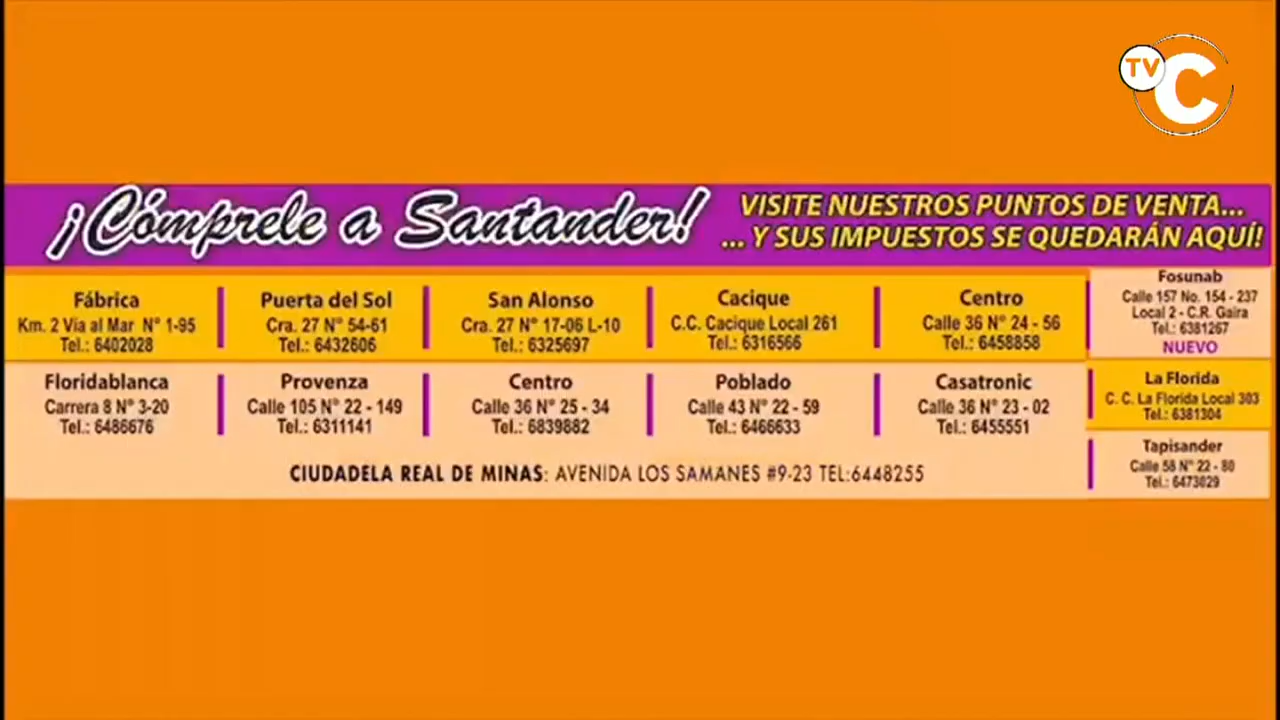 TV C
¡Cómprele a Santander!
VISITE NUESTROS PUNTOS DE VENTA...
... Y SUS IMPUESTOS SE QUEDARÁN AQUÍ!
Fábrica
Km. 2 Vía al Mar N° 1-95
Tel.: 6402028
Puerta del Sol
Cra. 27 N° 54-61
Tel.: 6432606
San Alonso
Cra. 27 N° 17-06 L-10
Tel.: 6325697
Cacique
C.C. Cacique Local 261
Tel.: 6316566
Centro
Calle 36 N° 24 - 56
Tel.: 6458858
Fosunab
Calle 157 No. 154 - 237
Local 2 - C.R. Gaira
Tel.: 6381267
NUEVO
Floridablanca
Carrera 8 N° 3-20
Tel.: 6486676
Provenza
Calle 105 N° 22 - 149
Tel.: 6311141
Centro
Calle 36 N° 25 - 34
Tel.: 6839882
Poblado
Calle 43 N° 22 - 59
Tel.: 6466633
Casatronic
Calle 36 N° 23 - 02
Tel.: 6455551
La Florida
C. C. La Florida Local 303
Tel.: 6381304
Tapisander
Calle 58 N° 22 - 80
Tel.: 6473029
CIUDADELA REAL DE MINAS: AVENIDA LOS SAMANES #9-23 TEL:6448255